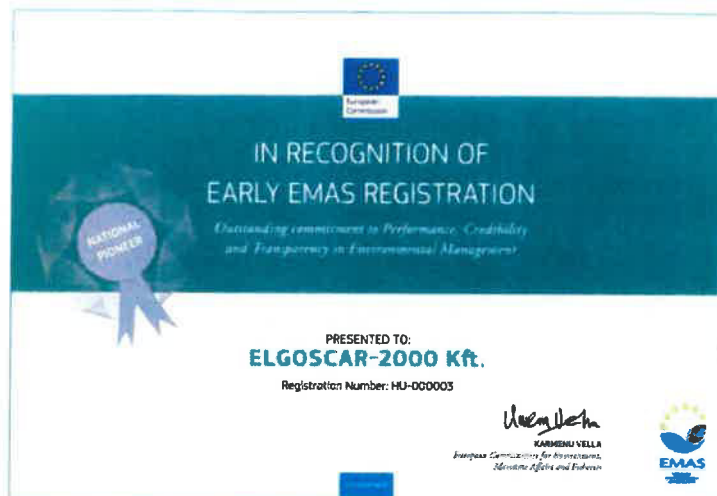 European
Commission
IN RECOGNITION OF
EARLY EMAS REGISTRATION
Outstanding commitment to Performance, Credibility
and Transparency in Environmental Management
NATIONAL
PIONEER
PRESENTED TO:
ELGOSCAR-2000 Kft.
Registration Number: HU-000003
KARMENU VELLA
European Commissioner for Environment,
Maritime Affairs and Fisheries
EMAS